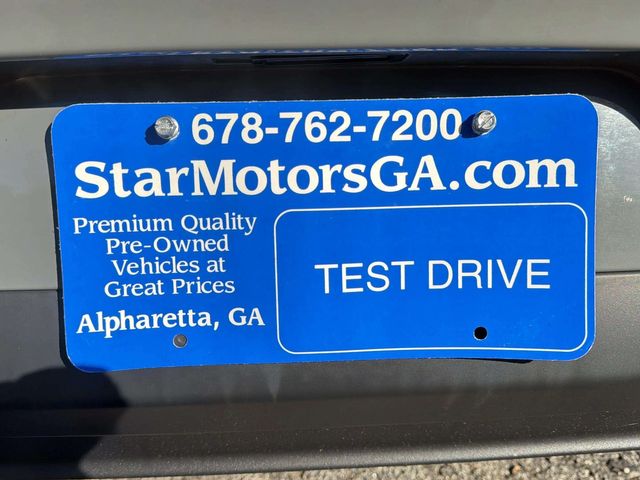 678-762-7200
StarMotorsGA.com
Premium Quality
Pre-Owned
Vehicles at
Great Prices
Alpharetta, GA
TEST DRIVE